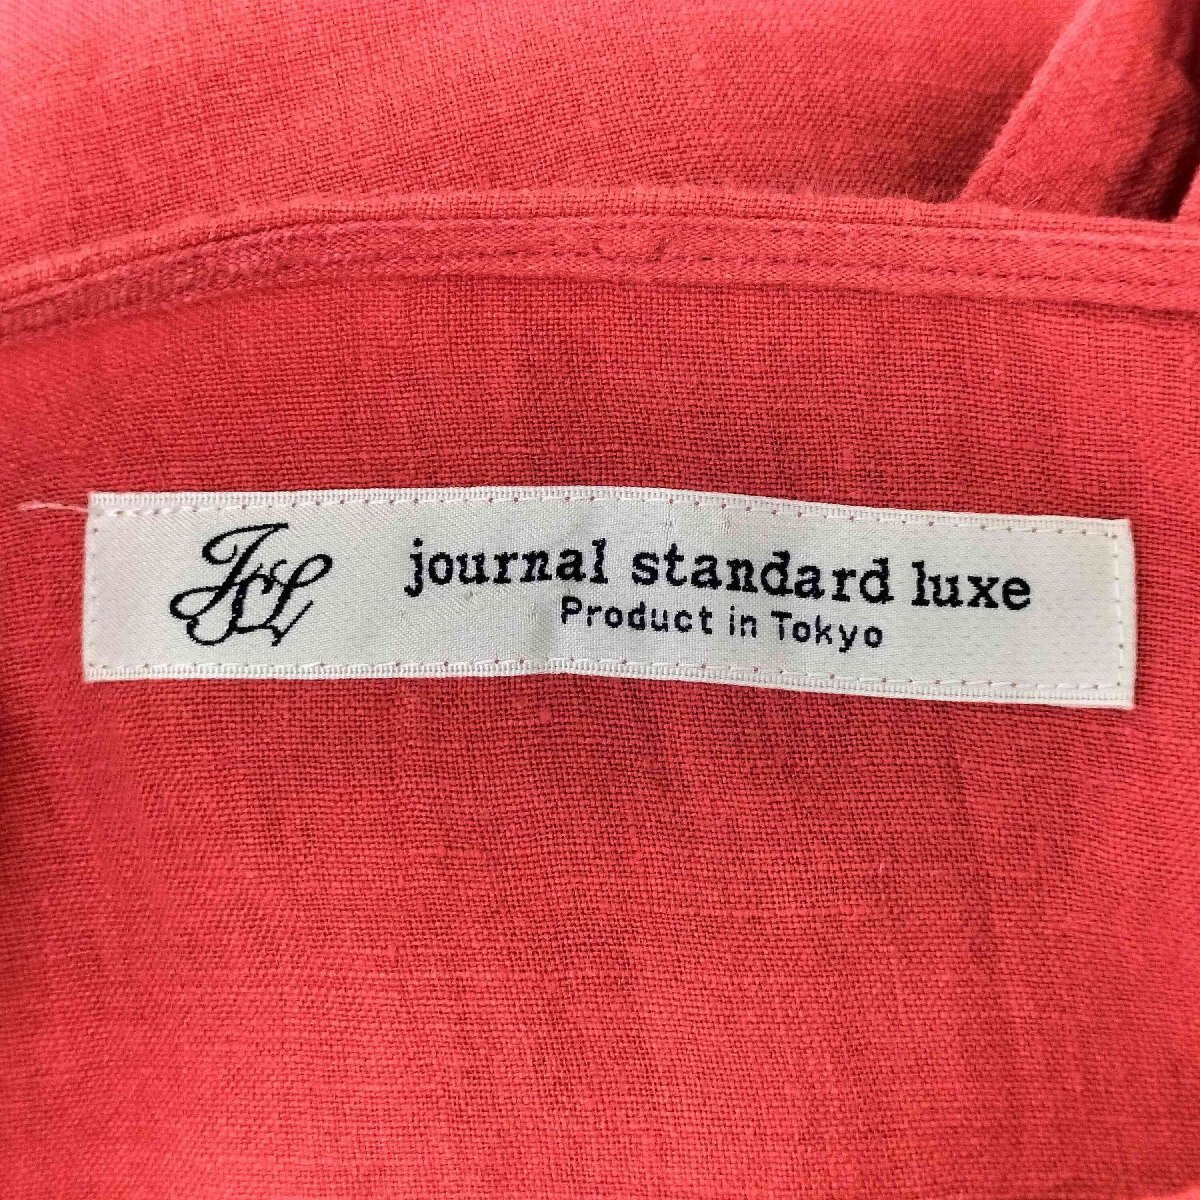 JSL
journal standard luxe
Product in Tokyo